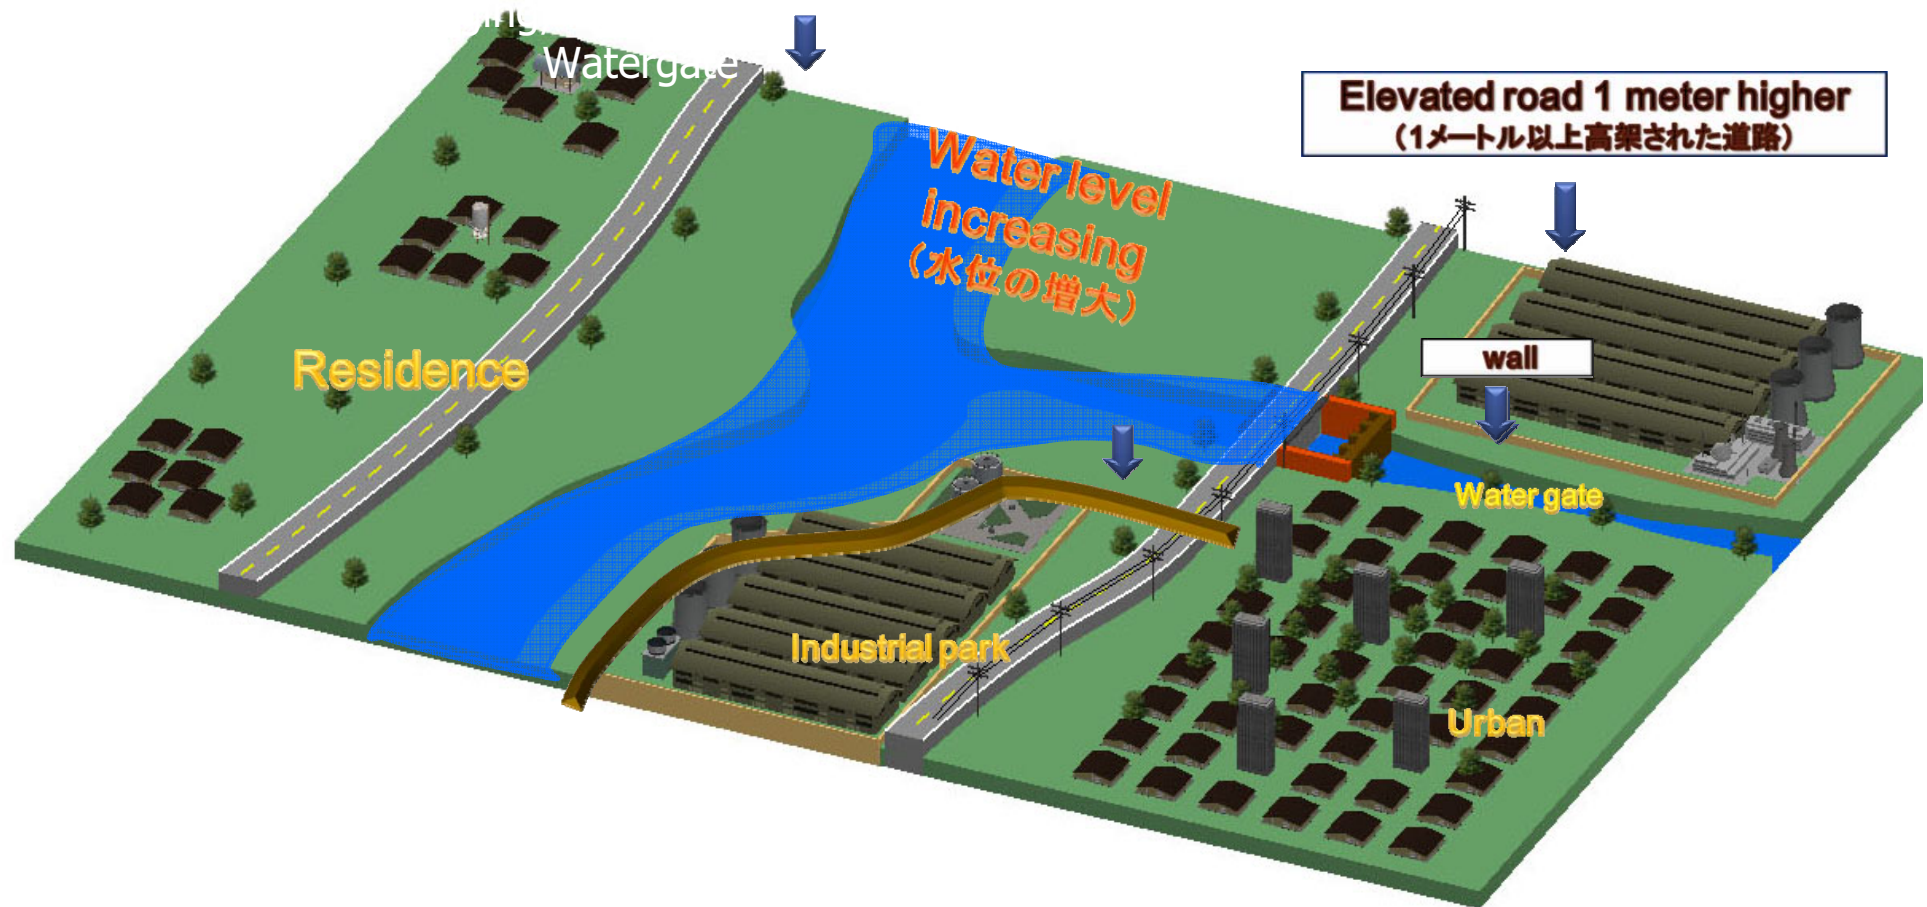 Watergate
Elevated road 1 meter higher
（1メートル以上高架された道路）
Water level
increasing
（水位の増大）
wall
Residence
Water gate
Industrial park
Urban